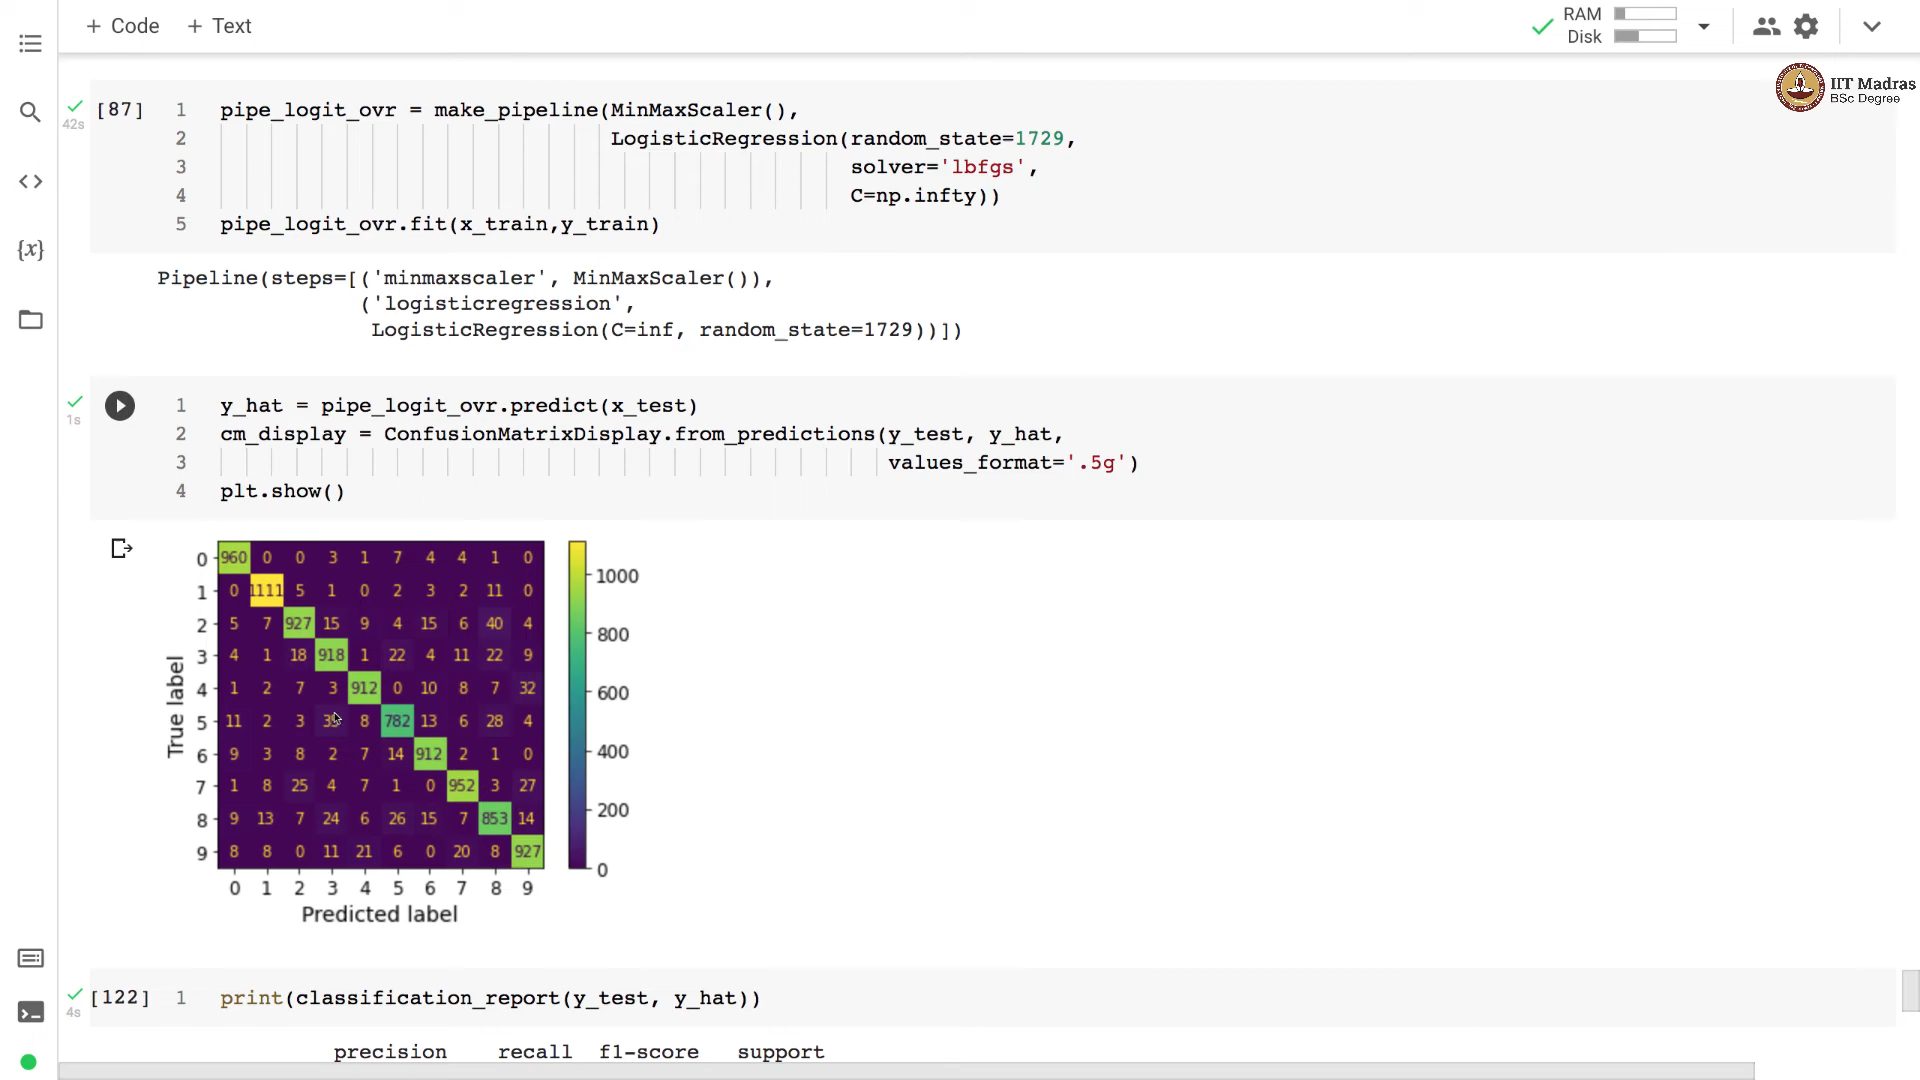 + Code + Text
RAM
Disk
IIT Madras
BSc Degree
[87] 1 pipe_logit_ovr = make_pipeline(MinMaxScaler(),
42s
2 LogisticRegression(random_state=1729,
3 solver='lbfgs',
4 C=np.infty))
5 pipe_logit_ovr.fit(x_train,y_train)
Pipeline(steps=[('minmaxscaler', MinMaxScaler()),
('logisticregression',
LogisticRegression(C=inf, random_state=1729))])
1 y_hat = pipe_logit_ovr.predict(x_test)
1s
2 cm_display = ConfusionMatrixDisplay.from_predictions(y_test, y_hat,
3 values_format='.5g')
4 plt.show()
0 960 0 0 3 1 7 4 4 1 0
1 0 1111 5 1 0 2 3 2 11 0
2 5 7 927 15 9 4 15 6 40 4
3 4 1 18 918 1 22 4 11 22 9
4 1 2 7 3 912 0 10 8 7 32
5 11 2 3 8 782 13 6 28 4
6 9 3 8 2 7 14 912 2 1 0
7 1 8 25 4 7 1 0 952 3 27
8 9 13 7 24 6 26 15 7 853 14
9 8 8 0 11 21 6 0 20 8 927
0 1 2 3 4 5 6 7 8 9
True label
Predicted label
1000
800
600
400
200
0
[122] 1 print(classification_report(y_test, y_hat))
4s
precision recall f1-score support